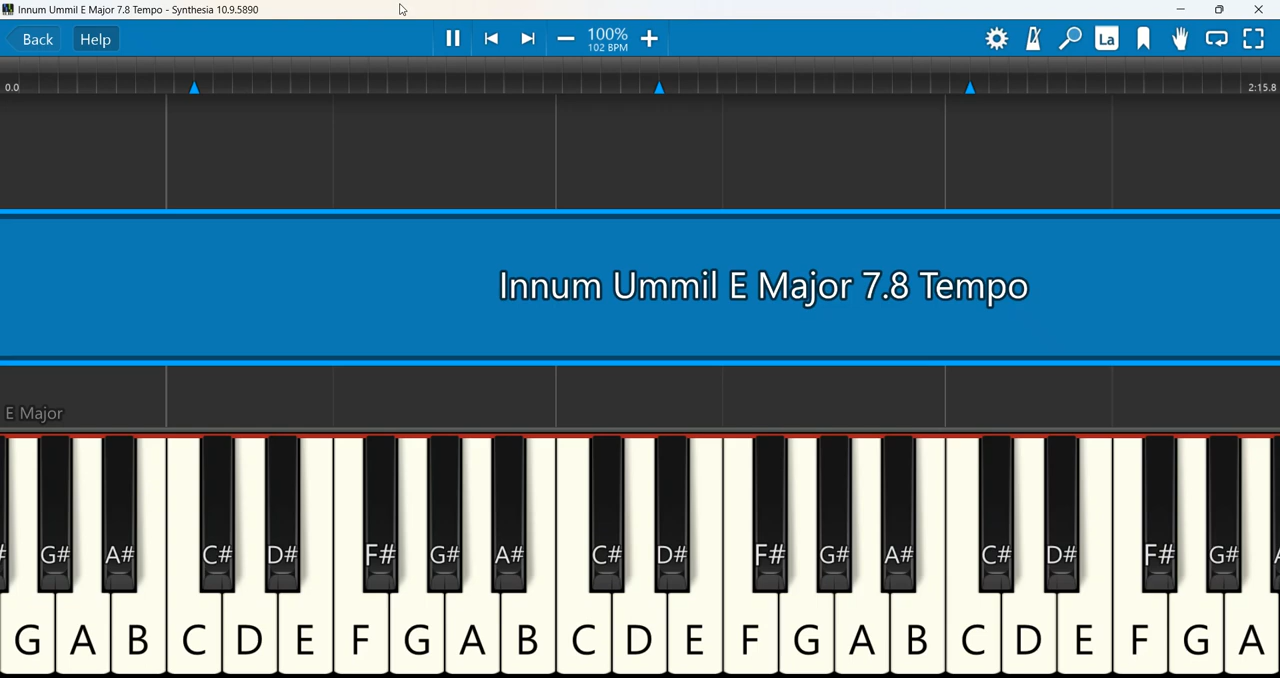 Innum Ummil E Major 7.8 Tempo - Synthesia 10.9.5890
Back Help 100% La
102 BPM
0.0 2:15.8
Innum Ummil E Major 7.8 Tempo
E Major
# G# A# C# D# F# G# A# C# D# F# G# A# C# D# F# G#
G A B C D E F G A B C D E F G A B C D E F G A